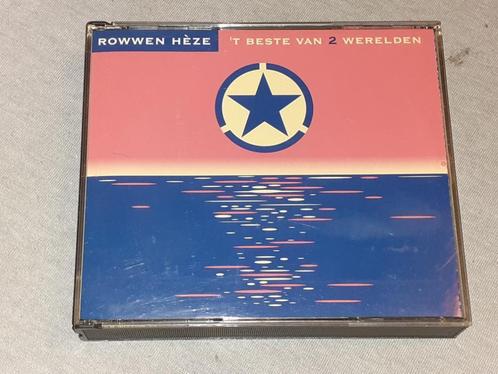 ROWWEN HÈZE 'T BESTE VAN 2 WERELDEN